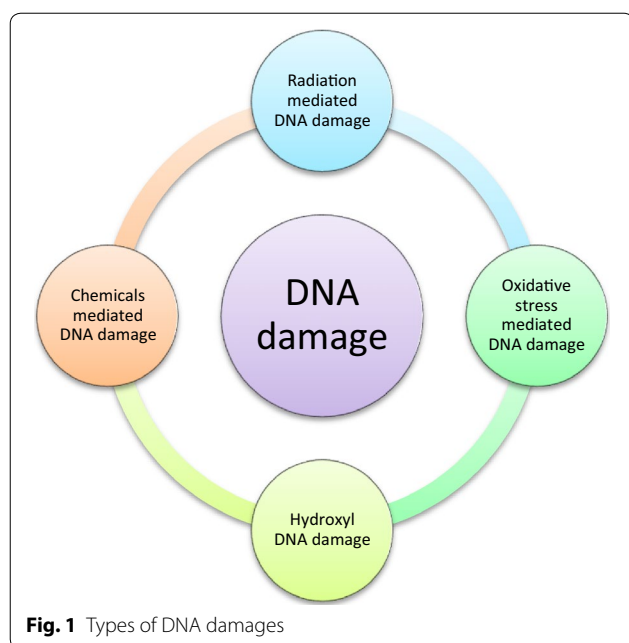 Radiation
mediated
DNA damage
Chemicals
mediated
DNA damage
DNA
damage
Oxidative
stress
mediated
DNA damage
Hydroxyl
DNA damage
Fig. 1 Types of DNA damages